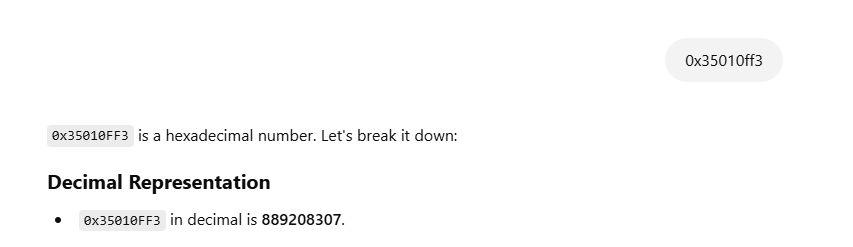 0x35010ff3
0x35010FF3 is a hexadecimal number. Let's break it down:
Decimal Representation
• 0x35010FF3 in decimal is 889208307.